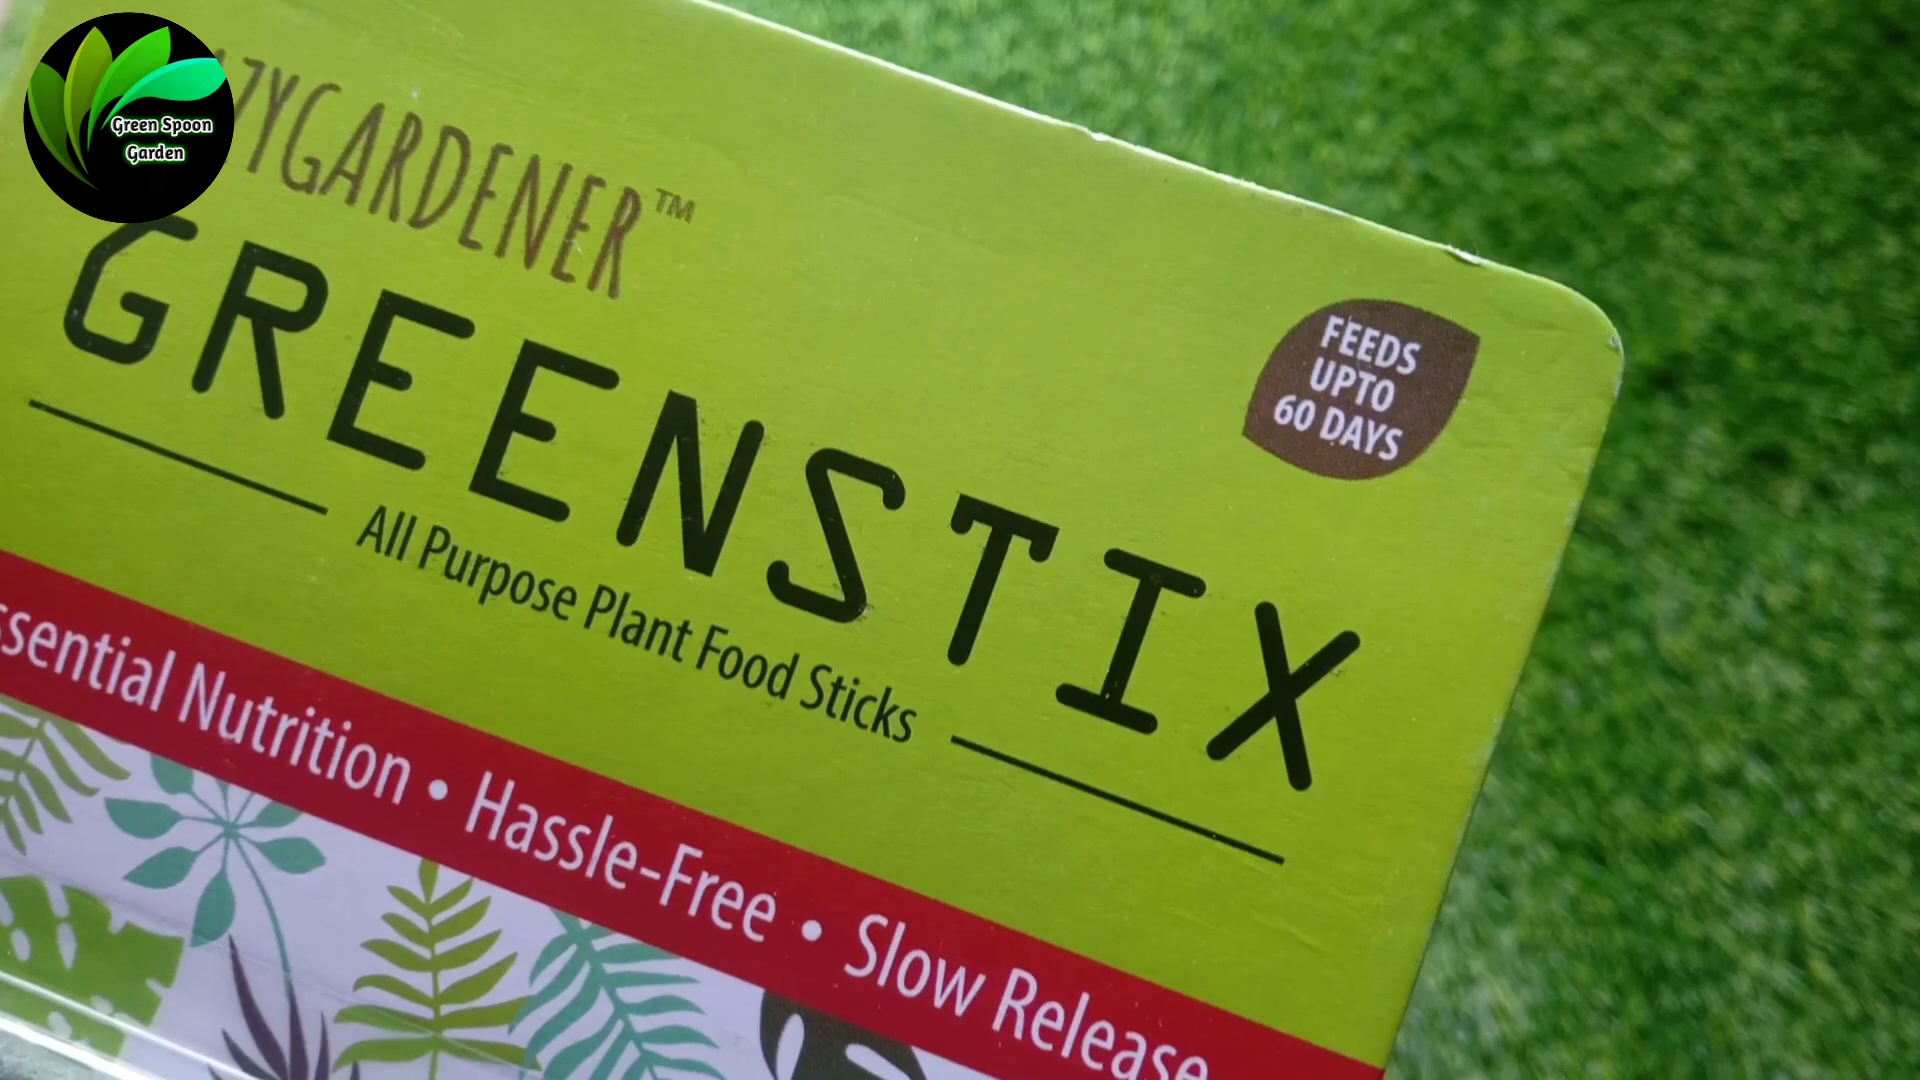 Green Spoon
Garden
ZYGARDENER™
GREENSTIX
All Purpose Plant Food Sticks
FEEDS
UPTO
60 DAYS
ssential Nutrition • Hassle-Free • Slow Release